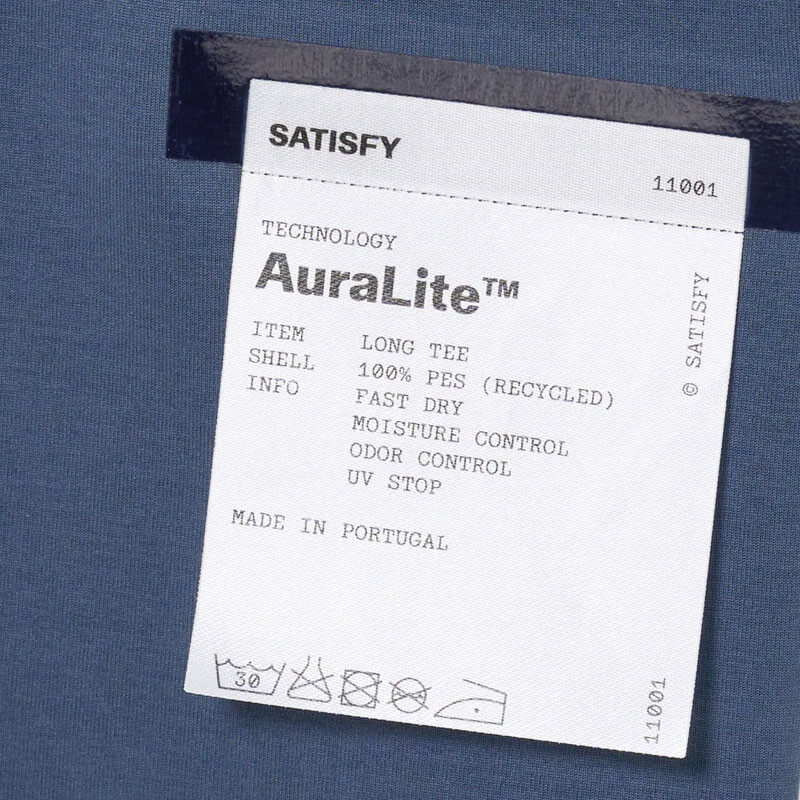 SATISFY
11001
TECHNOLOGY
AuraLite™
ITEM LONG TEE
SHELL 100% PES (RECYCLED)
INFO FAST DRY
MOISTURE CONTROL
ODOR CONTROL
UV STOP
MADE IN PORTUGAL
© SATISFY
30
11001